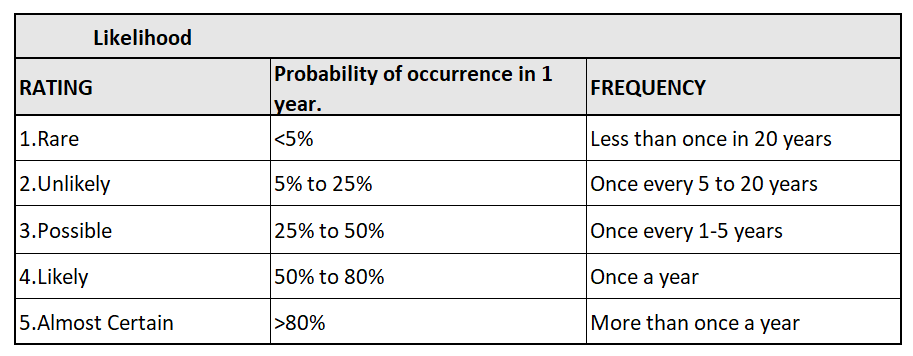 Likelihood
RATING
Probability of occurrence in 1
year.
FREQUENCY
1.Rare
<5%
Less than once in 20 years
2.Unlikely
5% to 25%
Once every 5 to 20 years
3.Possible
25% to 50%
Once every 1-5 years
4.Likely
50% to 80%
Once a year
5.Almost Certain
>80%
More than once a year